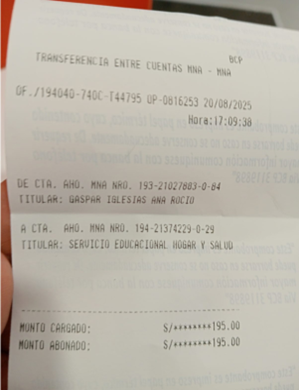 BCP
TRANSFERENCIA ENTRE CUENTAS MNA - MNA
OF./194040-740C-T44795 OP-0816253 20/08/2025
Hora:17:09:38
DE CTA. AHO. MNA NRO. 193-21027883-0-84
TITULAR: GASPAR IGLESIAS ANA ROCIO
A CTA. AHO. MNA NRO. 194-21374229-0-29
TITULAR: SERVICIO EDUCACIONAL HOGAR Y SALUD
MONTO CARGADO: S/********195.00
MONTO ABONADO: S/********195.00